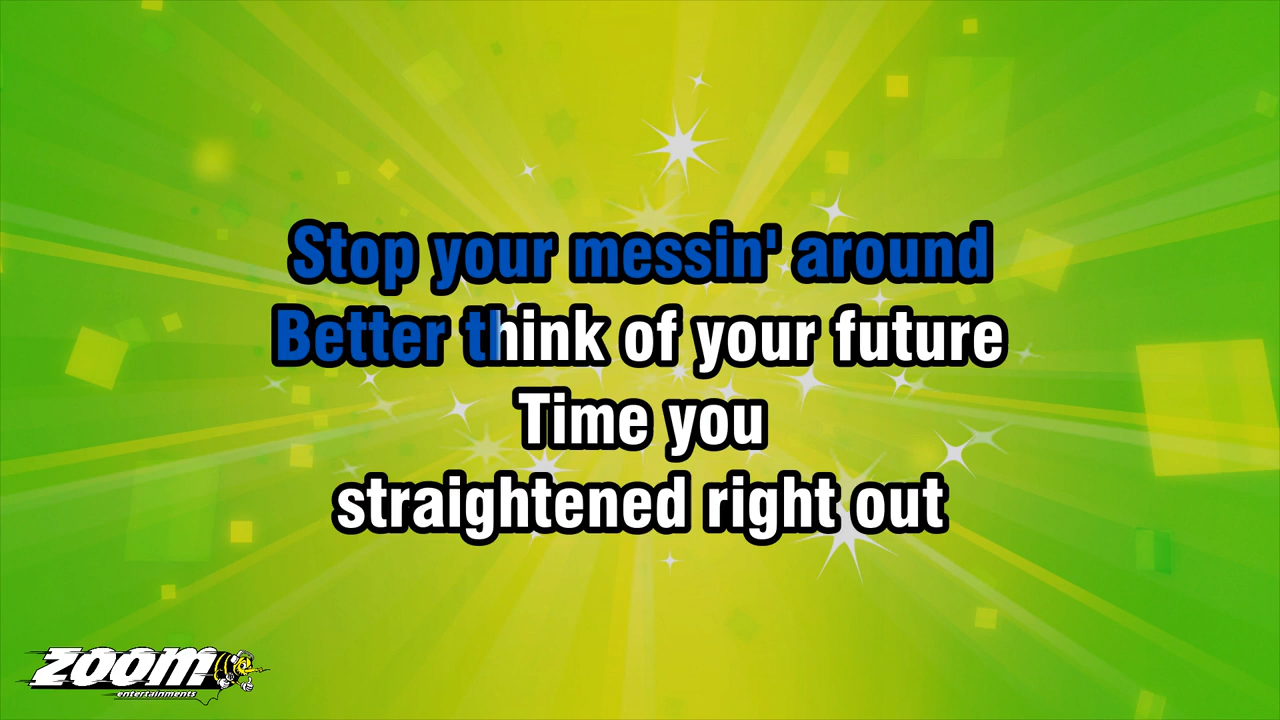 Stop your messin' around
Better think of your future
Time you
straightened right out
zoom
entertainments